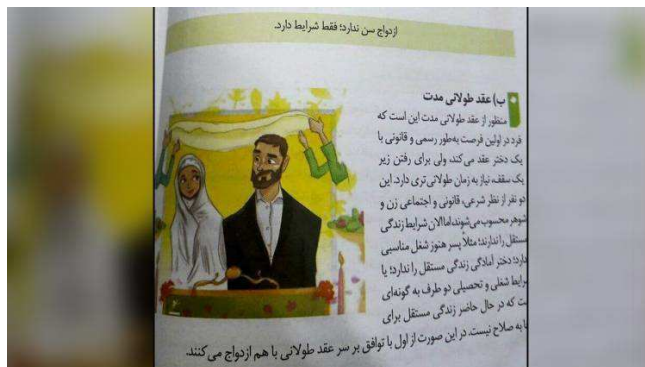 ازدواج سن ندارد؛ فقط شرایط دارد.
ب) عقد طولانی مدت
منظور از عقد طولانی مدت این است که
فرد در اولین فرصت به‌طور رسمی و قانونی با
یک دختر عقد می‌کند، ولی برای رفتن زیر
یک سقف، نیاز به زمان طولانی‌تری دارد. این
دو نفر از نظر شرعی، قانونی و اجتماعی زن و
شوهر محسوب می‌شوند، اما الان شرایط زندگی
مستقل را ندارند؛ مثلاً پسر هنوز شغل مناسبی
دارد؛ دختر آمادگی زندگی مستقل را ندارد؛ یا
رایط شغلی و تحصیلی دو طرف به گونه‌ای
ت که در حال حاضر زندگی مستقل برای
ا به صلاح نیست. در این صورت از اول با توافق بر سر عقد طولانی با هم ازدواج می‌کنند.